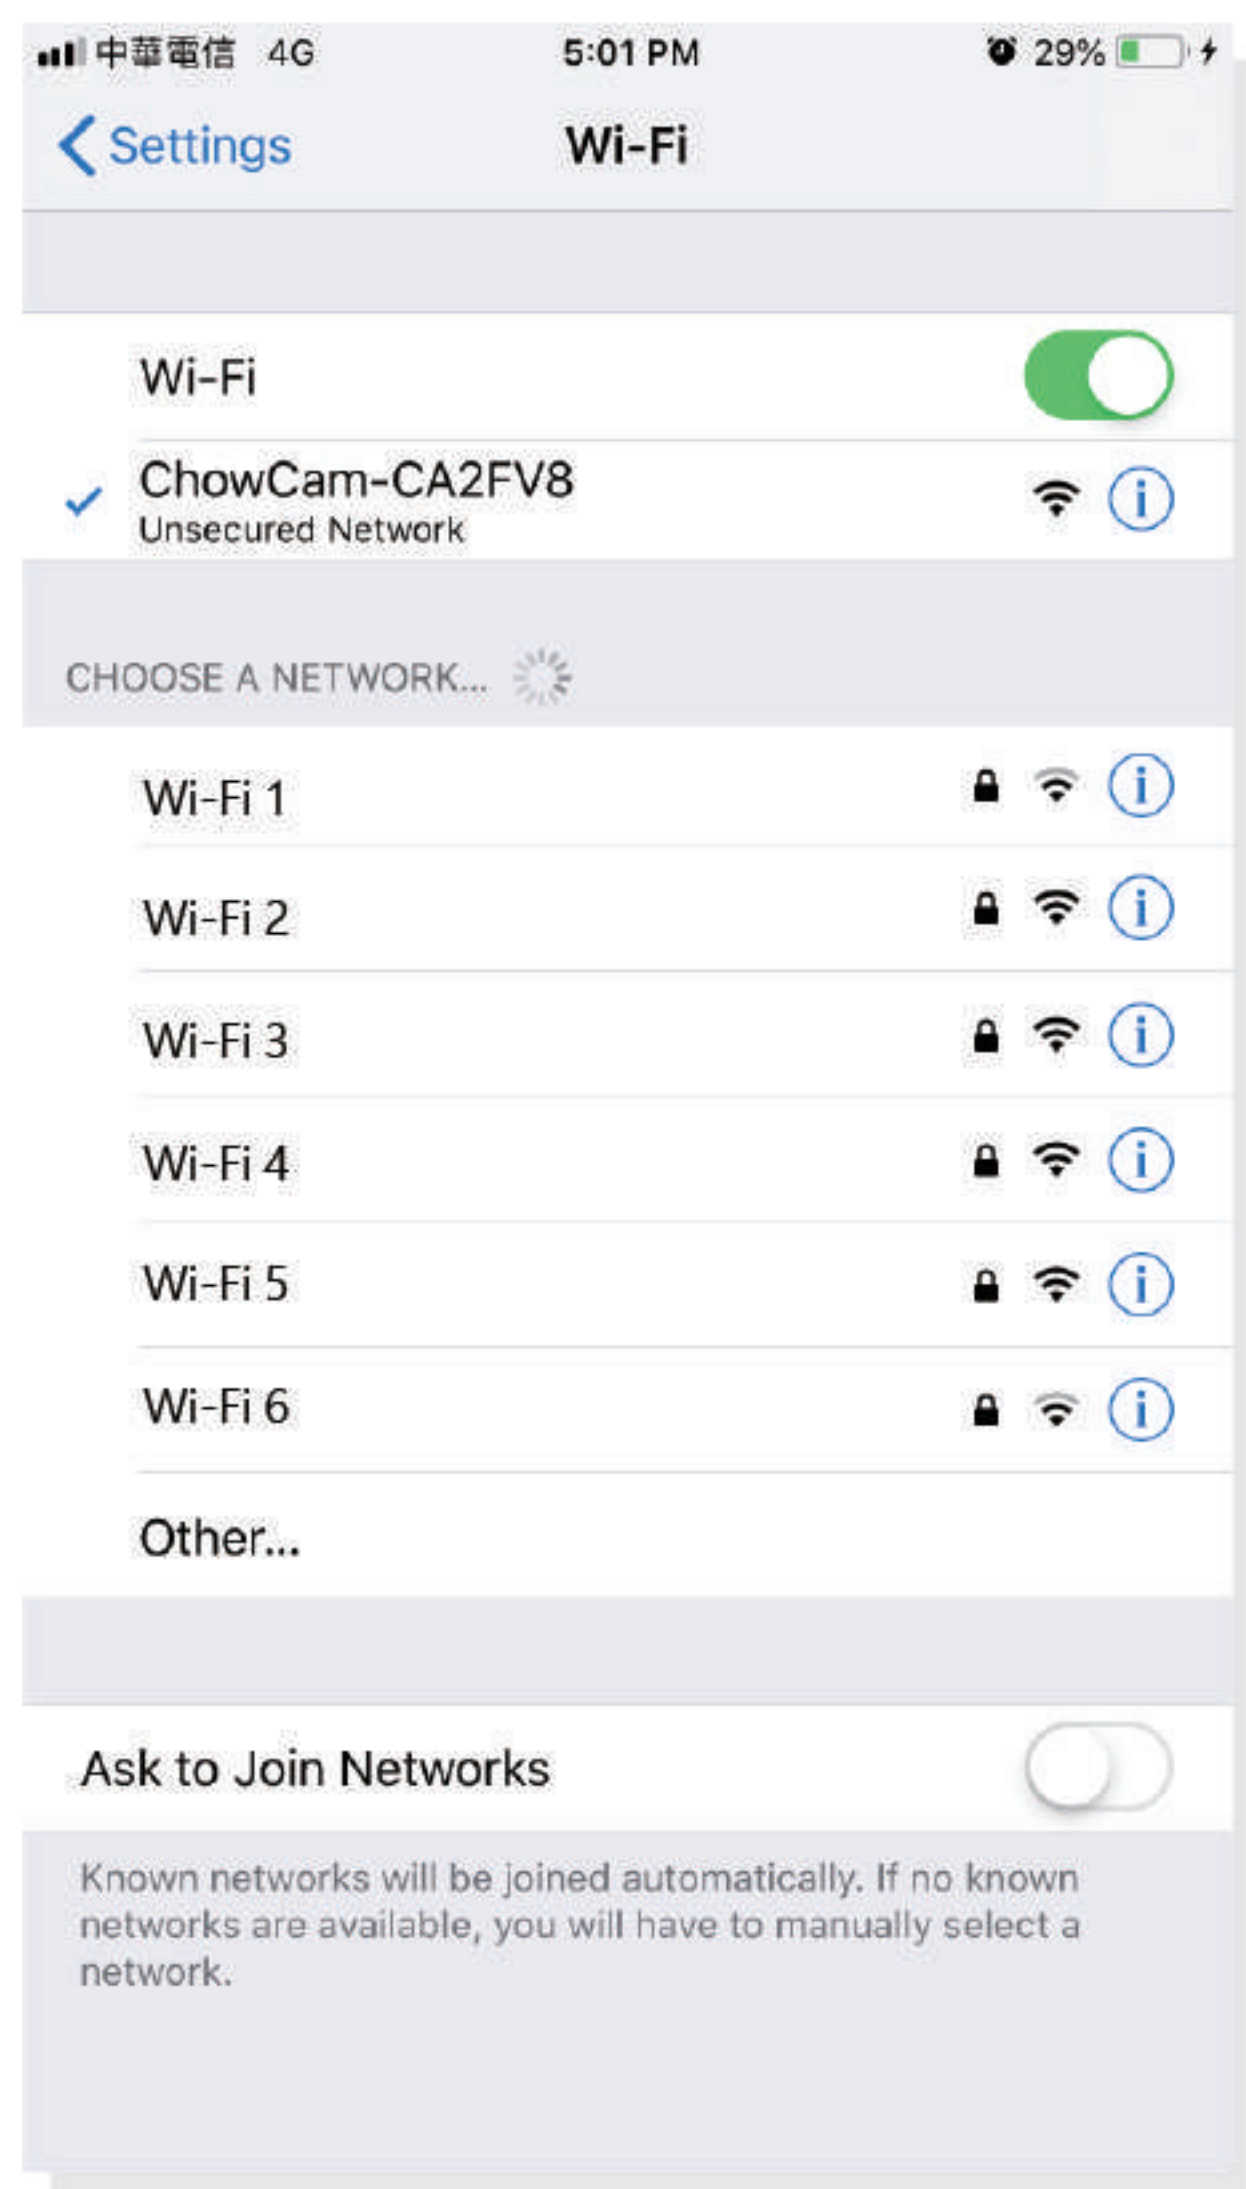 中華電信 4G 5:01 PM 29%
Settings Wi-Fi
Wi-Fi
ChowCam-CA2FV8
Unsecured Network
CHOOSE A NETWORK...
Wi-Fi 1
Wi-Fi 2
Wi-Fi 3
Wi-Fi 4
Wi-Fi 5
Wi-Fi 6
Other...
Ask to Join Networks
Known networks will be joined automatically. If no known
networks are available, you will have to manually select a
network.